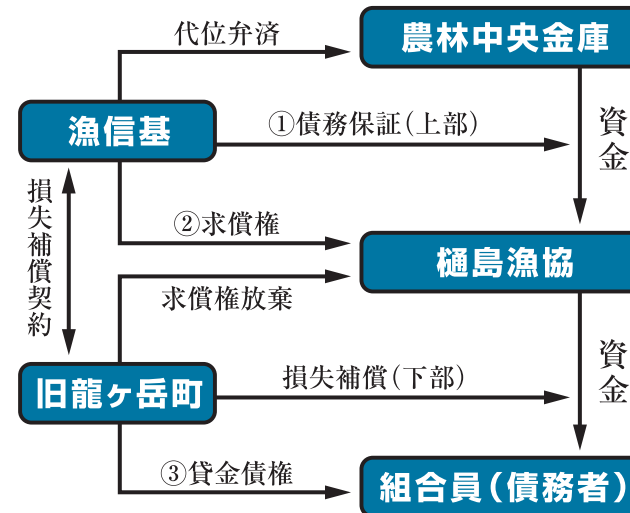 代位弁済
農林中央金庫
漁信基
①債務保証（上部）
資金
損失補償契約
②求償権
樋島漁協
求償権放棄
旧龍ヶ岳町
損失補償（下部）
資金
③貸金債権
組合員（債務者）